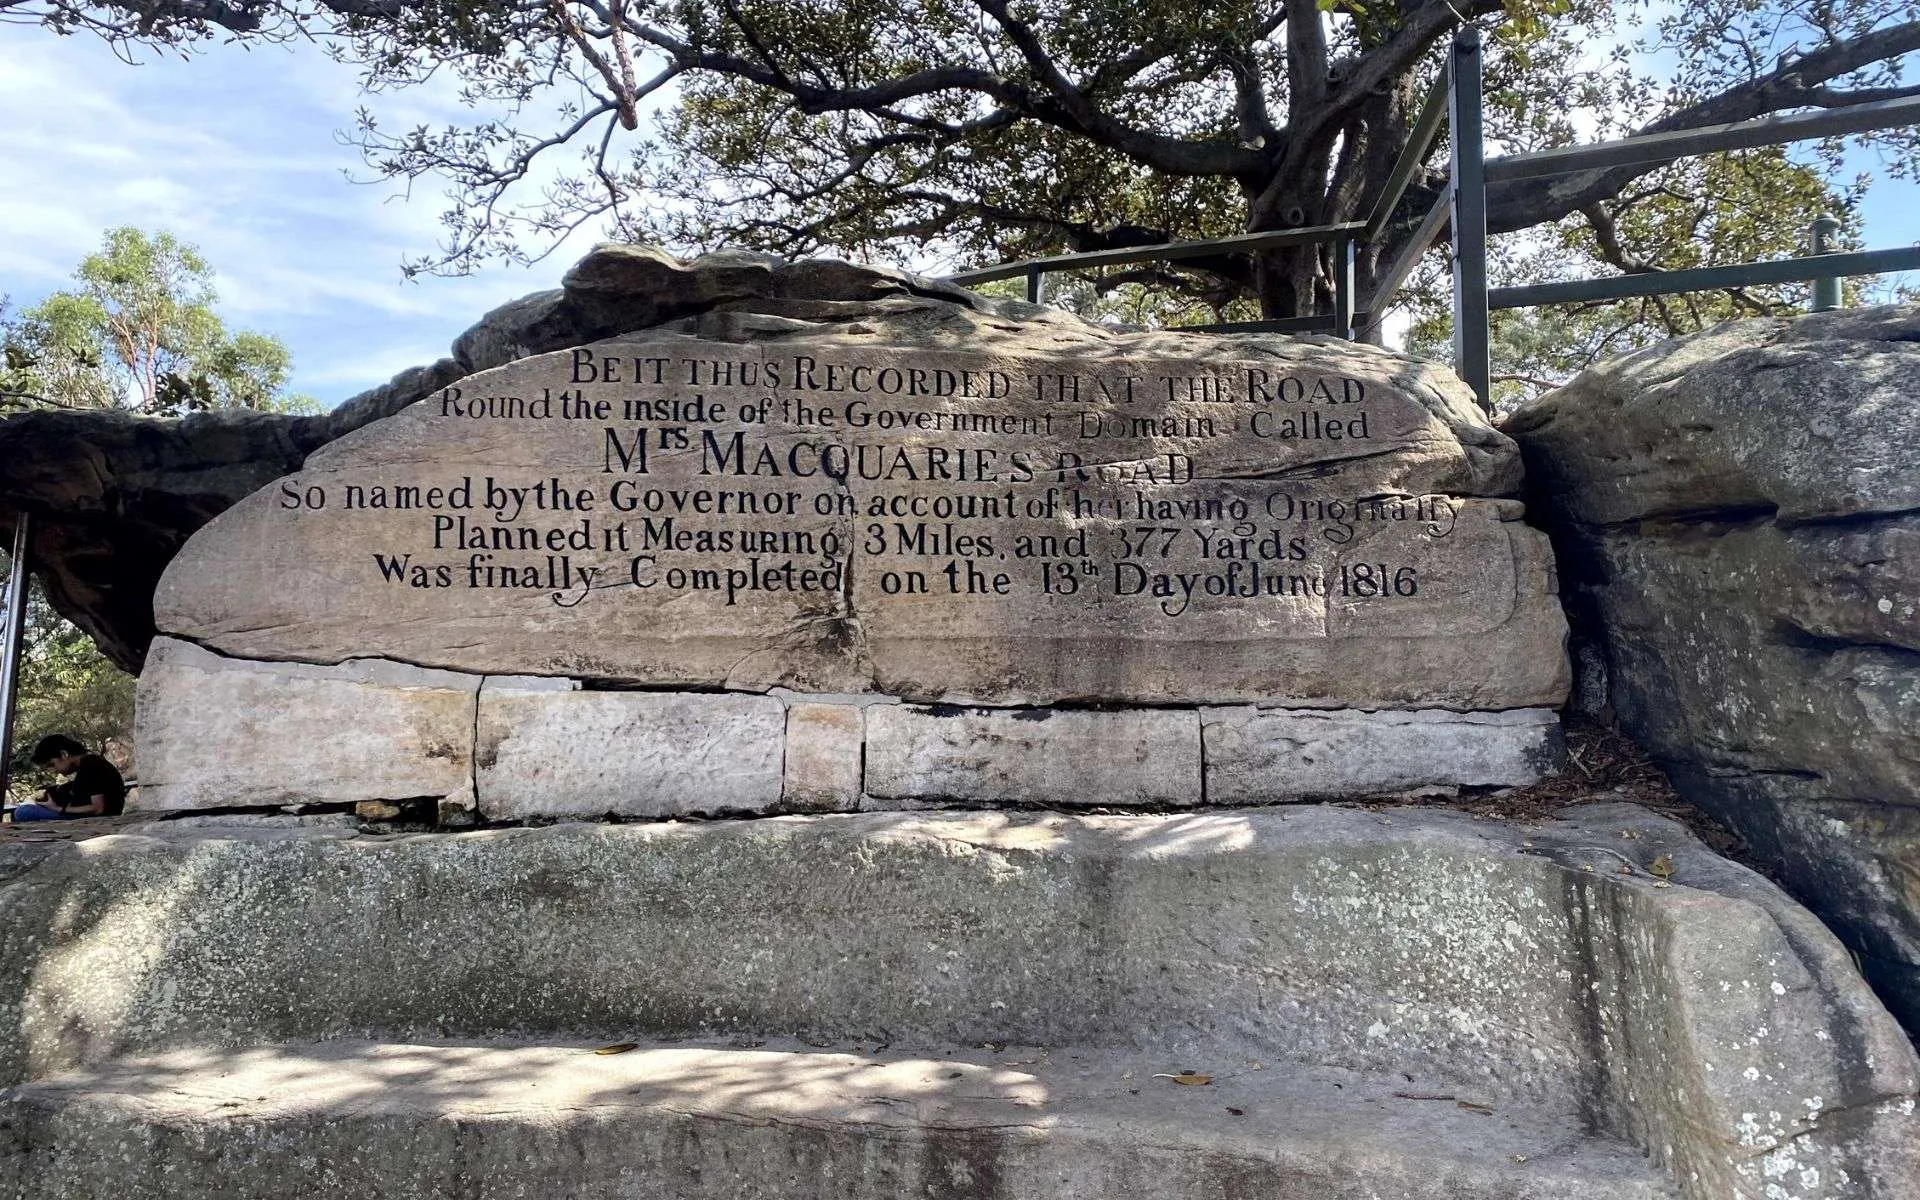 BE IT THUS RECORDED THAT THE ROAD
Round the inside of the Government Domain Called
Mrs MACQUARIES ROAD
So named by the Governor on account of her having Originally
Planned it Measuring 3 Miles, and 377 Yards
Was finally Completed on the 13th Day of June 1816